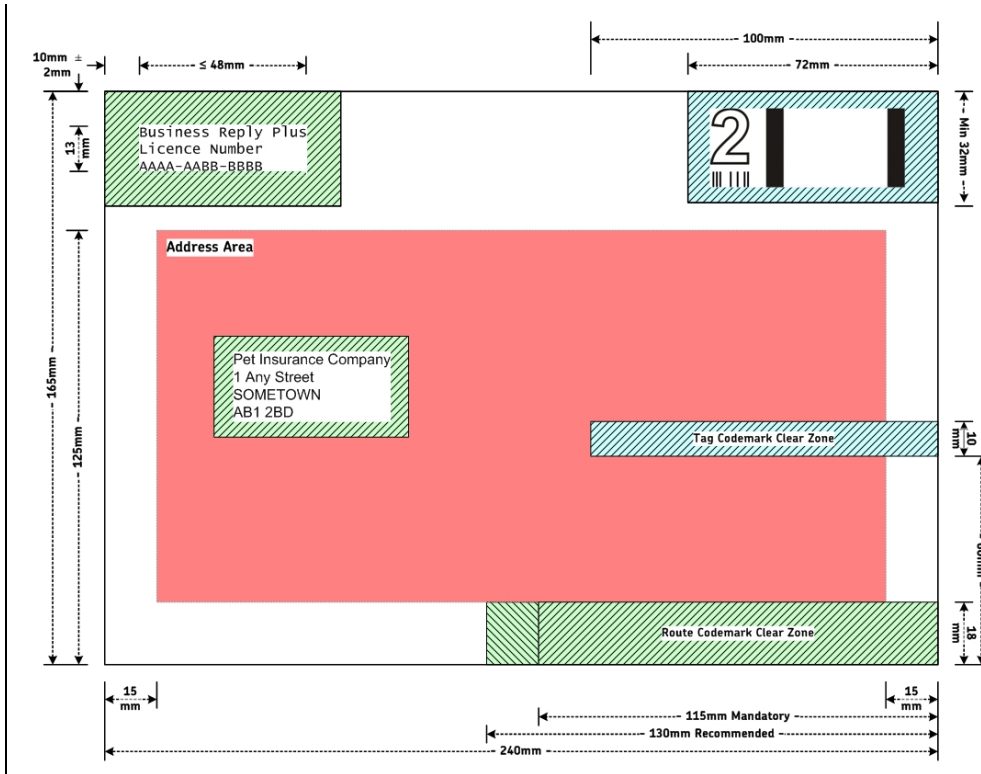 100mm
10mm ±
2mm
≤ 48mm
72mm
Business Reply Plus
Licence Number
AAAA-AABB-BBBB
13
mm
2
Min 32mm
Address Area
165mm
125mm
Pet Insurance Company
1 Any Street
SOMETOWN
AB1 2BD
Tag Codemark Clear Zone
10
mm
Route Codemark Clear Zone
18
mm
15
mm
15
mm
115mm Mandatory
130mm Recommended
240mm